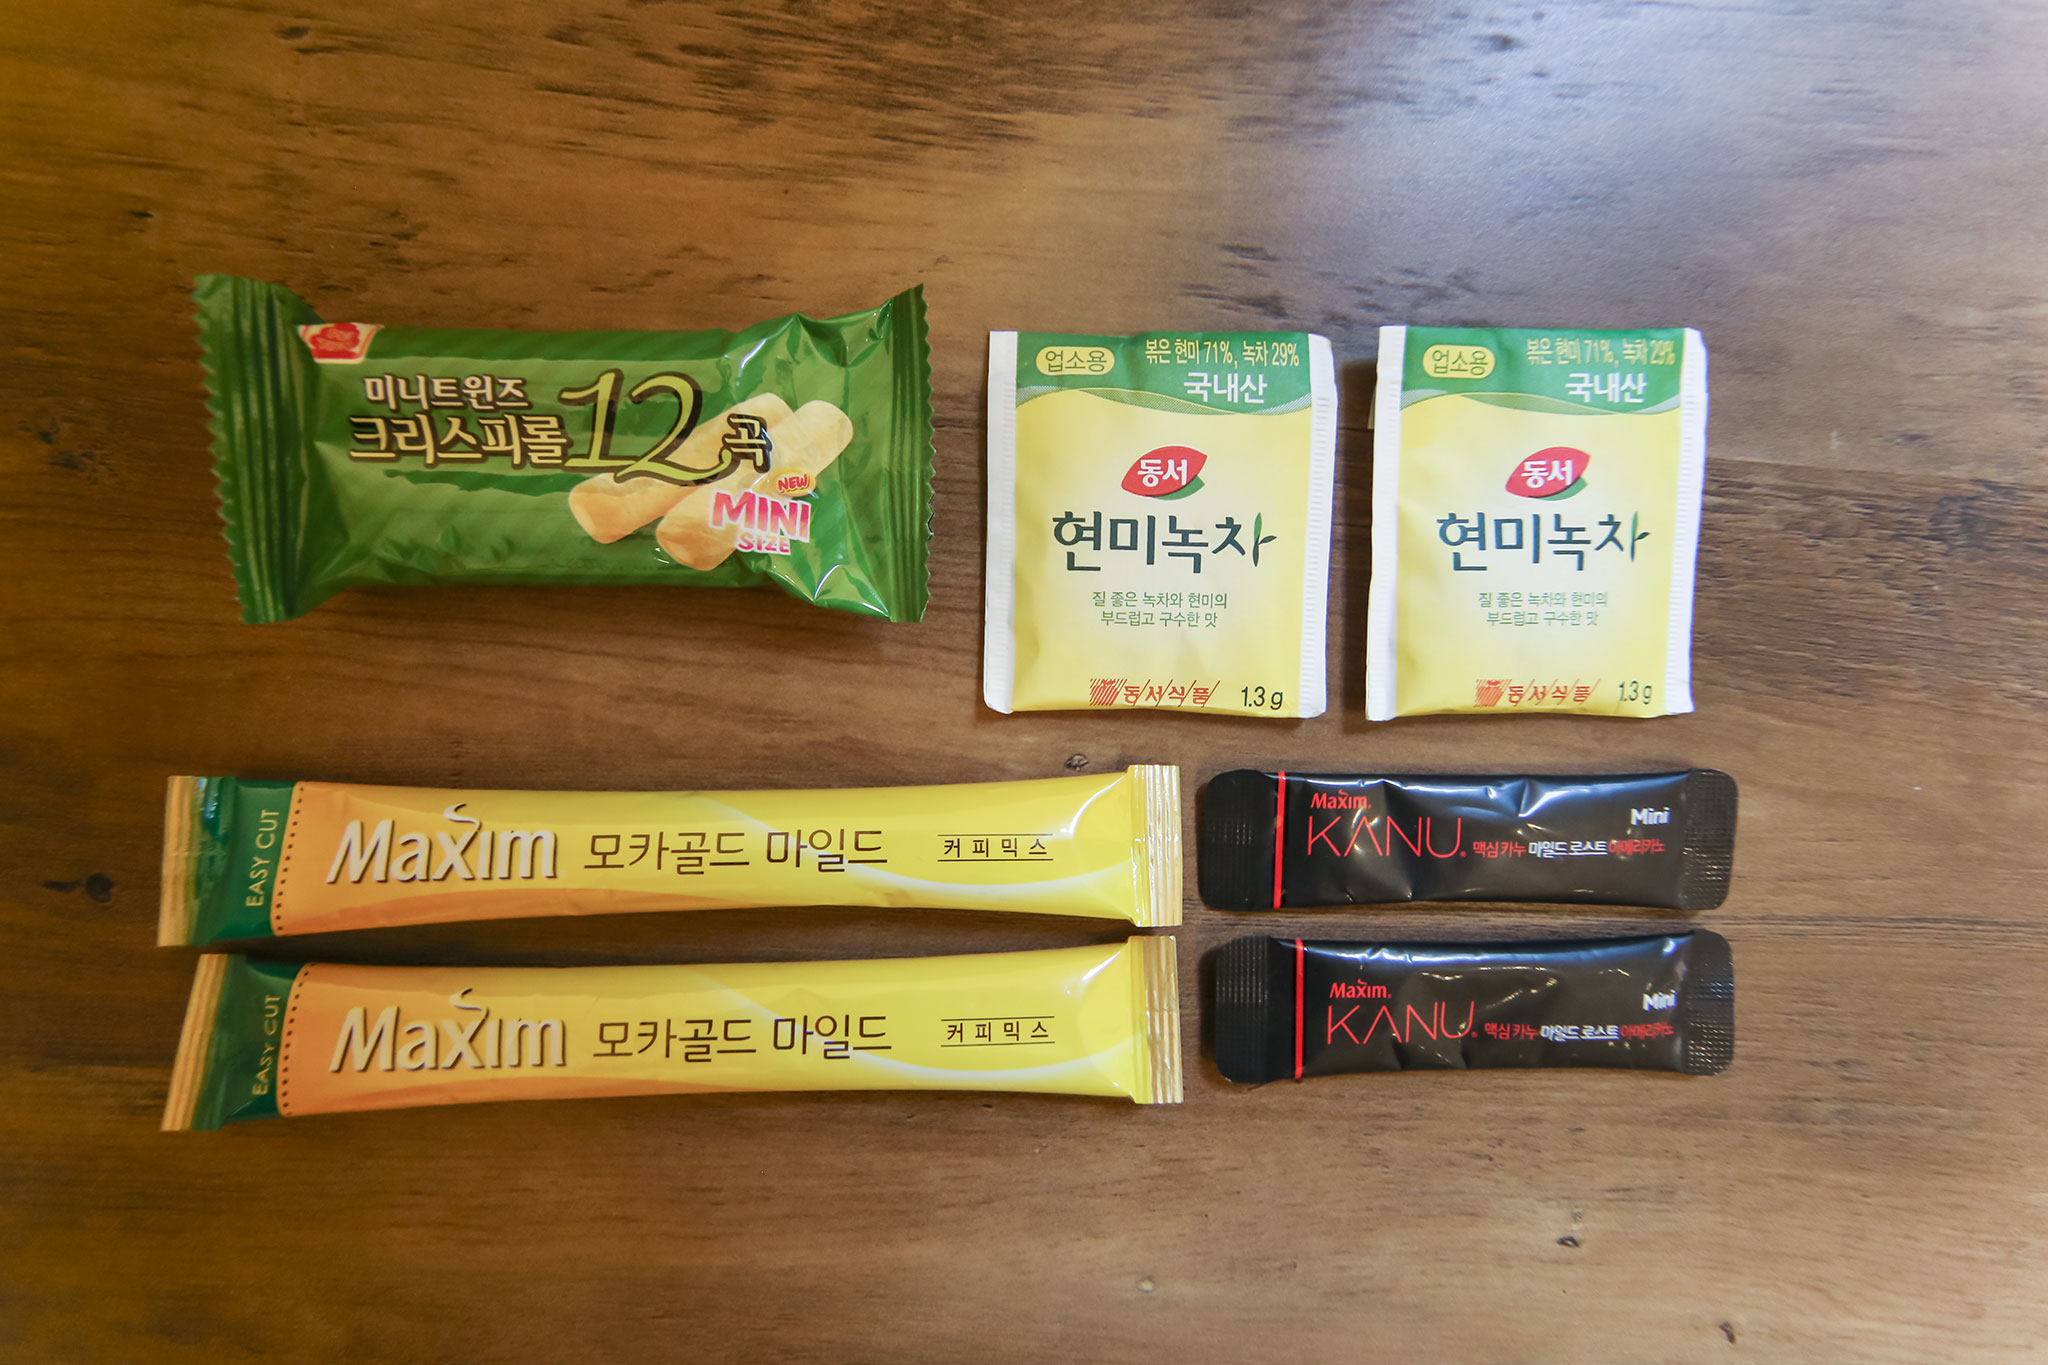 미니트윈즈
크리스피롤 12곡
NEW
MINI
SIZE
업소용
볶은 현미 71%, 녹차 29%
국내산
동서
현미녹차
질 좋은 녹차와 현미의
부드럽고 구수한 맛
동서식품 1.3 g
업소용
볶은 현미 71%, 녹차 29%
국내산
동서
현미녹차
질 좋은 녹차와 현미의
부드럽고 구수한 맛
동서식품 1.3 g
EASY CUT
Maxim 모카골드 마일드 커피믹스
EASY CUT
Maxim 모카골드 마일드 커피믹스
Maxim.
Mini
KANU. 맥심 카누 마일드 로스트 아메리카노
Maxim.
Mini
KANU. 맥심 카누 마일드 로스트 아메리카노